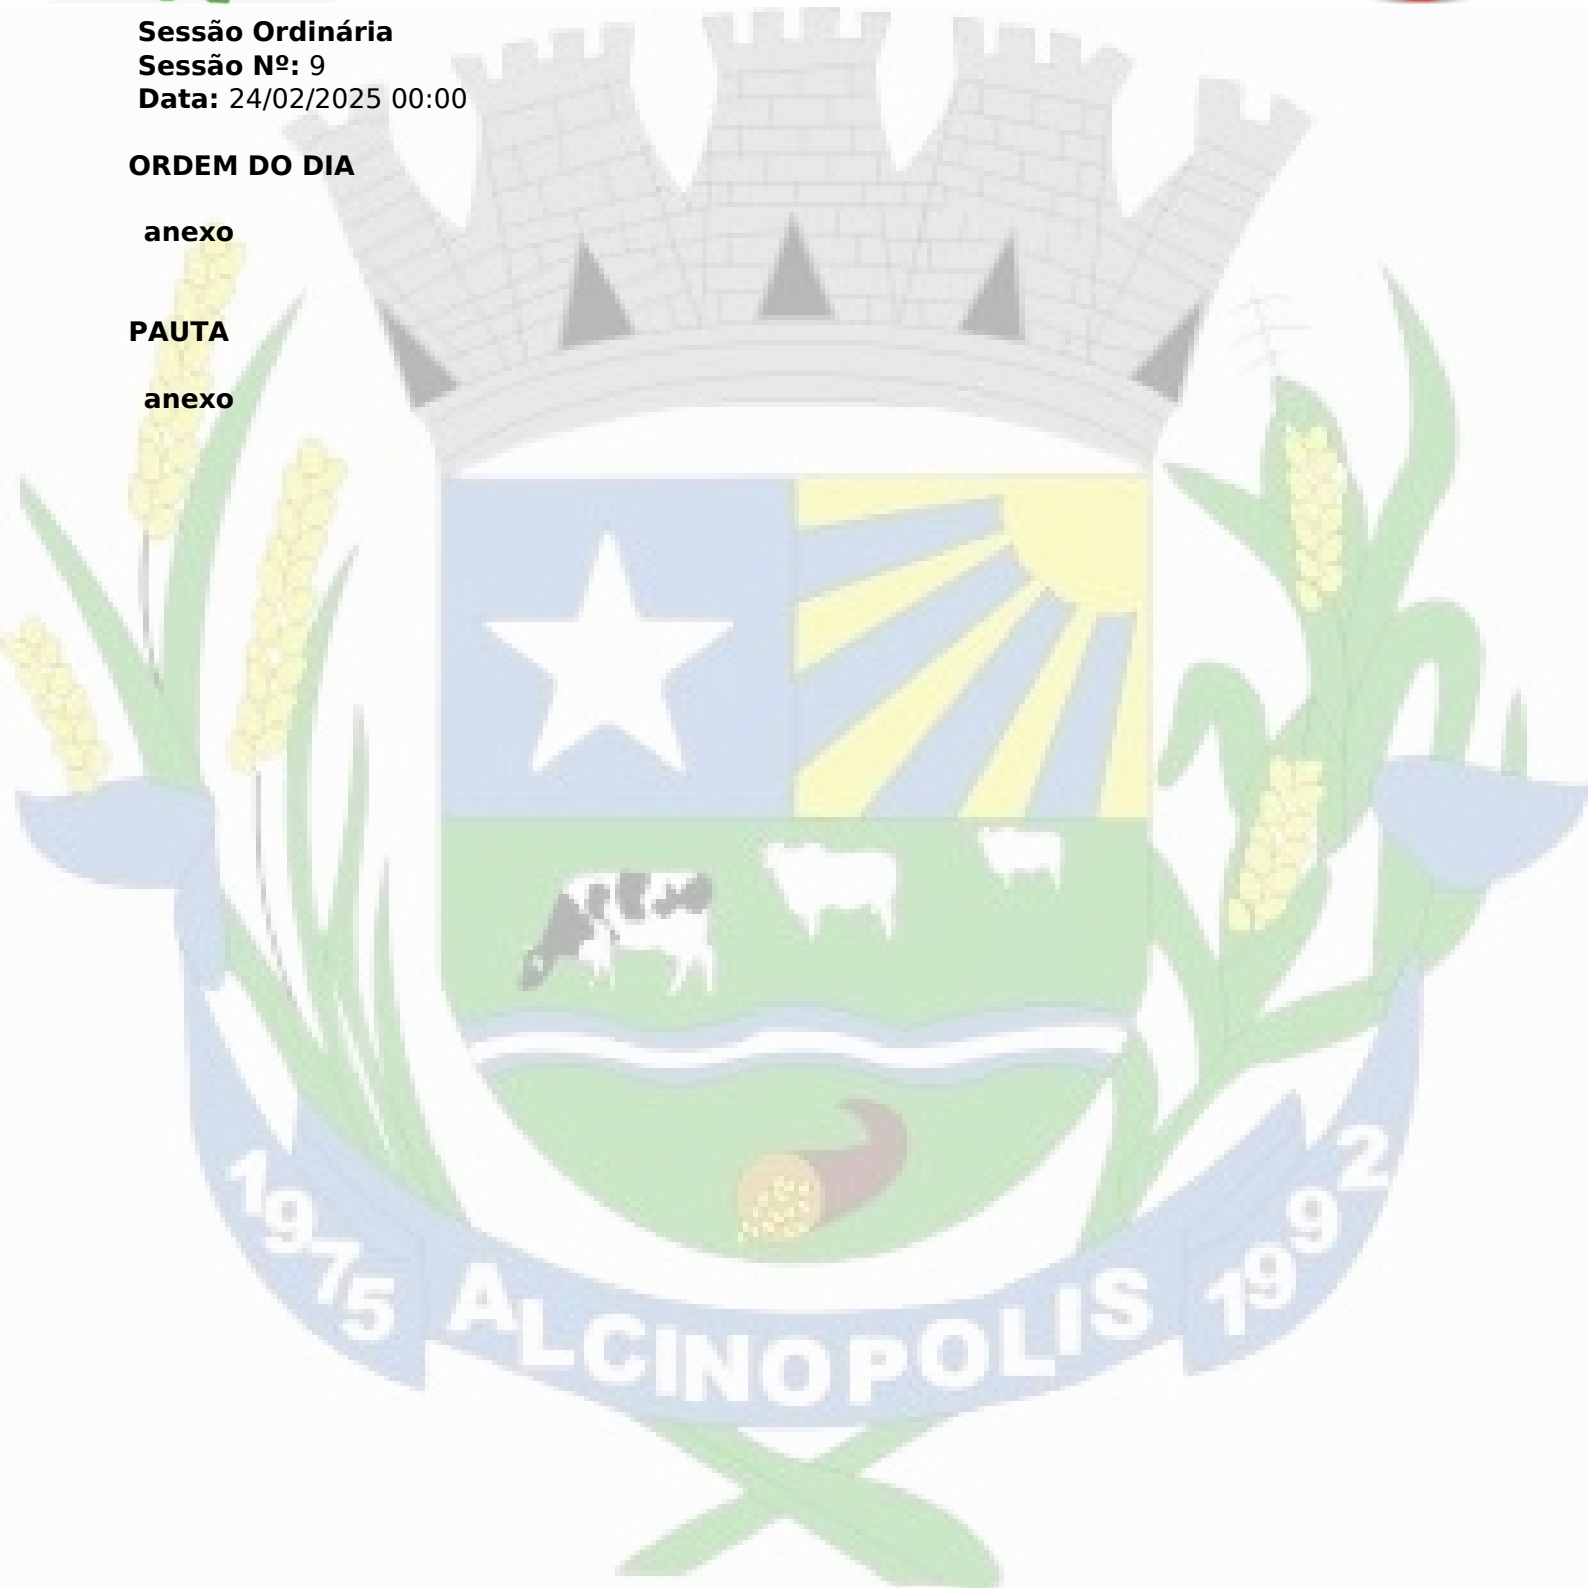 Sessão Ordinária
Sessão Nº: 9
Data: 24/02/2025 00:00
ORDEM DO DIA
anexo
PAUTA
anexo
1975 ALCINOPOLIS 1992